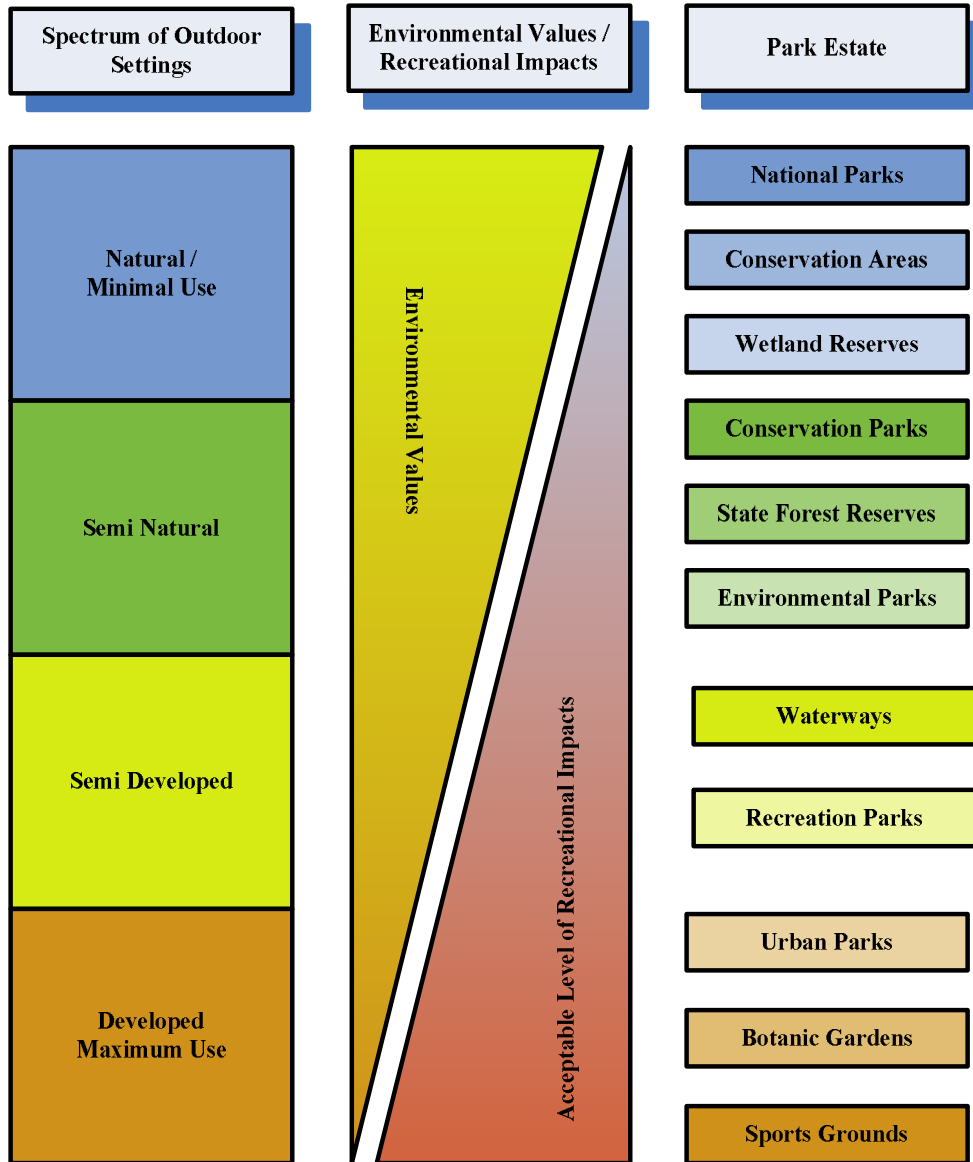 Spectrum of Outdoor
Settings
Environmental Values /
Recreational Impacts
Park Estate
Natural /
Minimal Use
Semi Natural
Semi Developed
Developed
Maximum Use
Environmental Values
Acceptable Level of Recreational Impacts
National Parks
Conservation Areas
Wetland Reserves
Conservation Parks
State Forest Reserves
Environmental Parks
Waterways
Recreation Parks
Urban Parks
Botanic Gardens
Sports Grounds